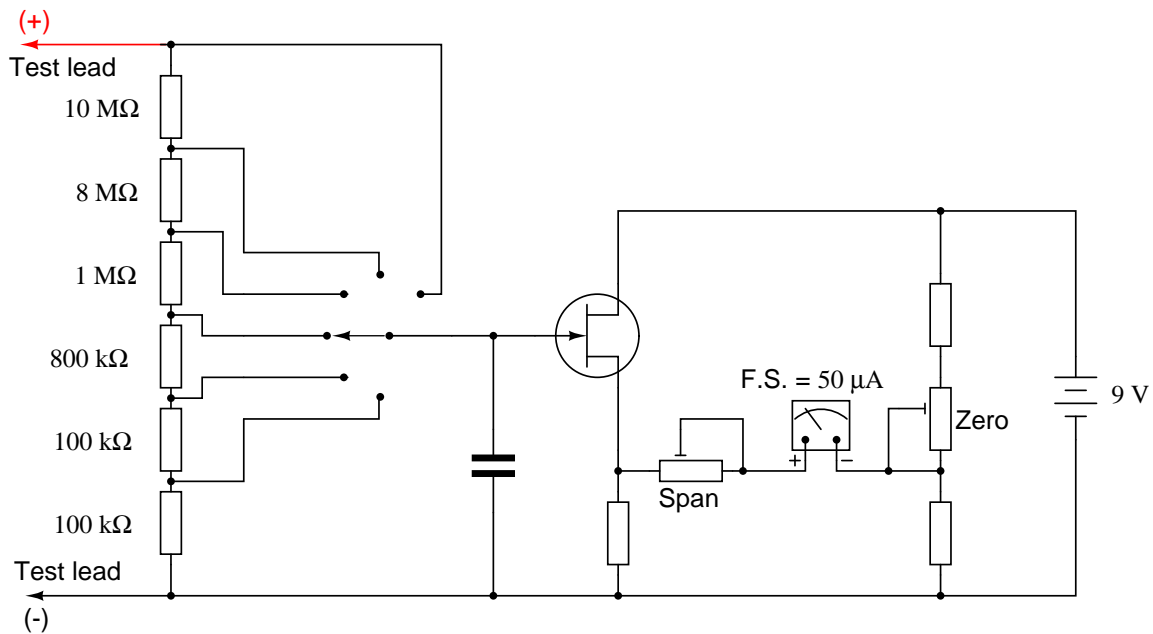 (+)
Test lead
10 MΩ
8 MΩ
1 MΩ
800 kΩ
100 kΩ
100 kΩ
Test lead
(-)
F.S. = 50 μA
+ −
Span
Zero
9 V